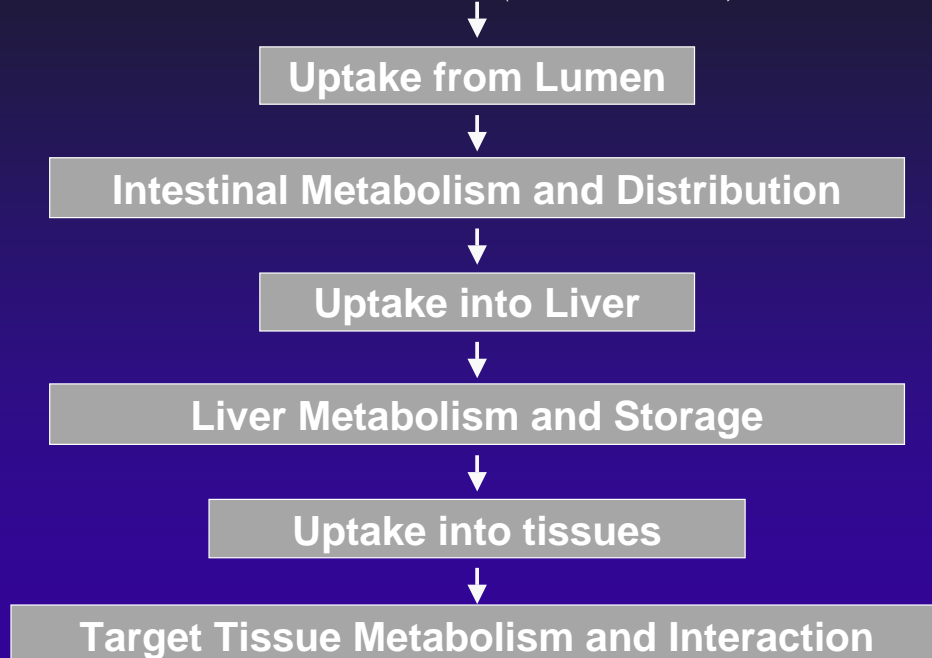 Uptake from Lumen
Intestinal Metabolism and Distribution
Uptake into Liver
Liver Metabolism and Storage
Uptake into tissues
Target Tissue Metabolism and Interaction